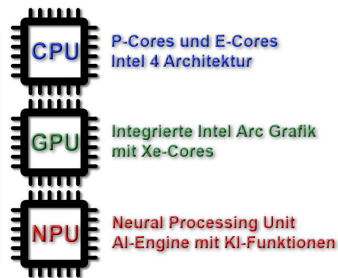 CPU
P-Cores und E-Cores
Intel 4 Architektur
GPU
Integrierte Intel Arc Grafik
mit Xe-Cores
NPU
Neural Processing Unit
AI-Engine mit KI-Funktionen